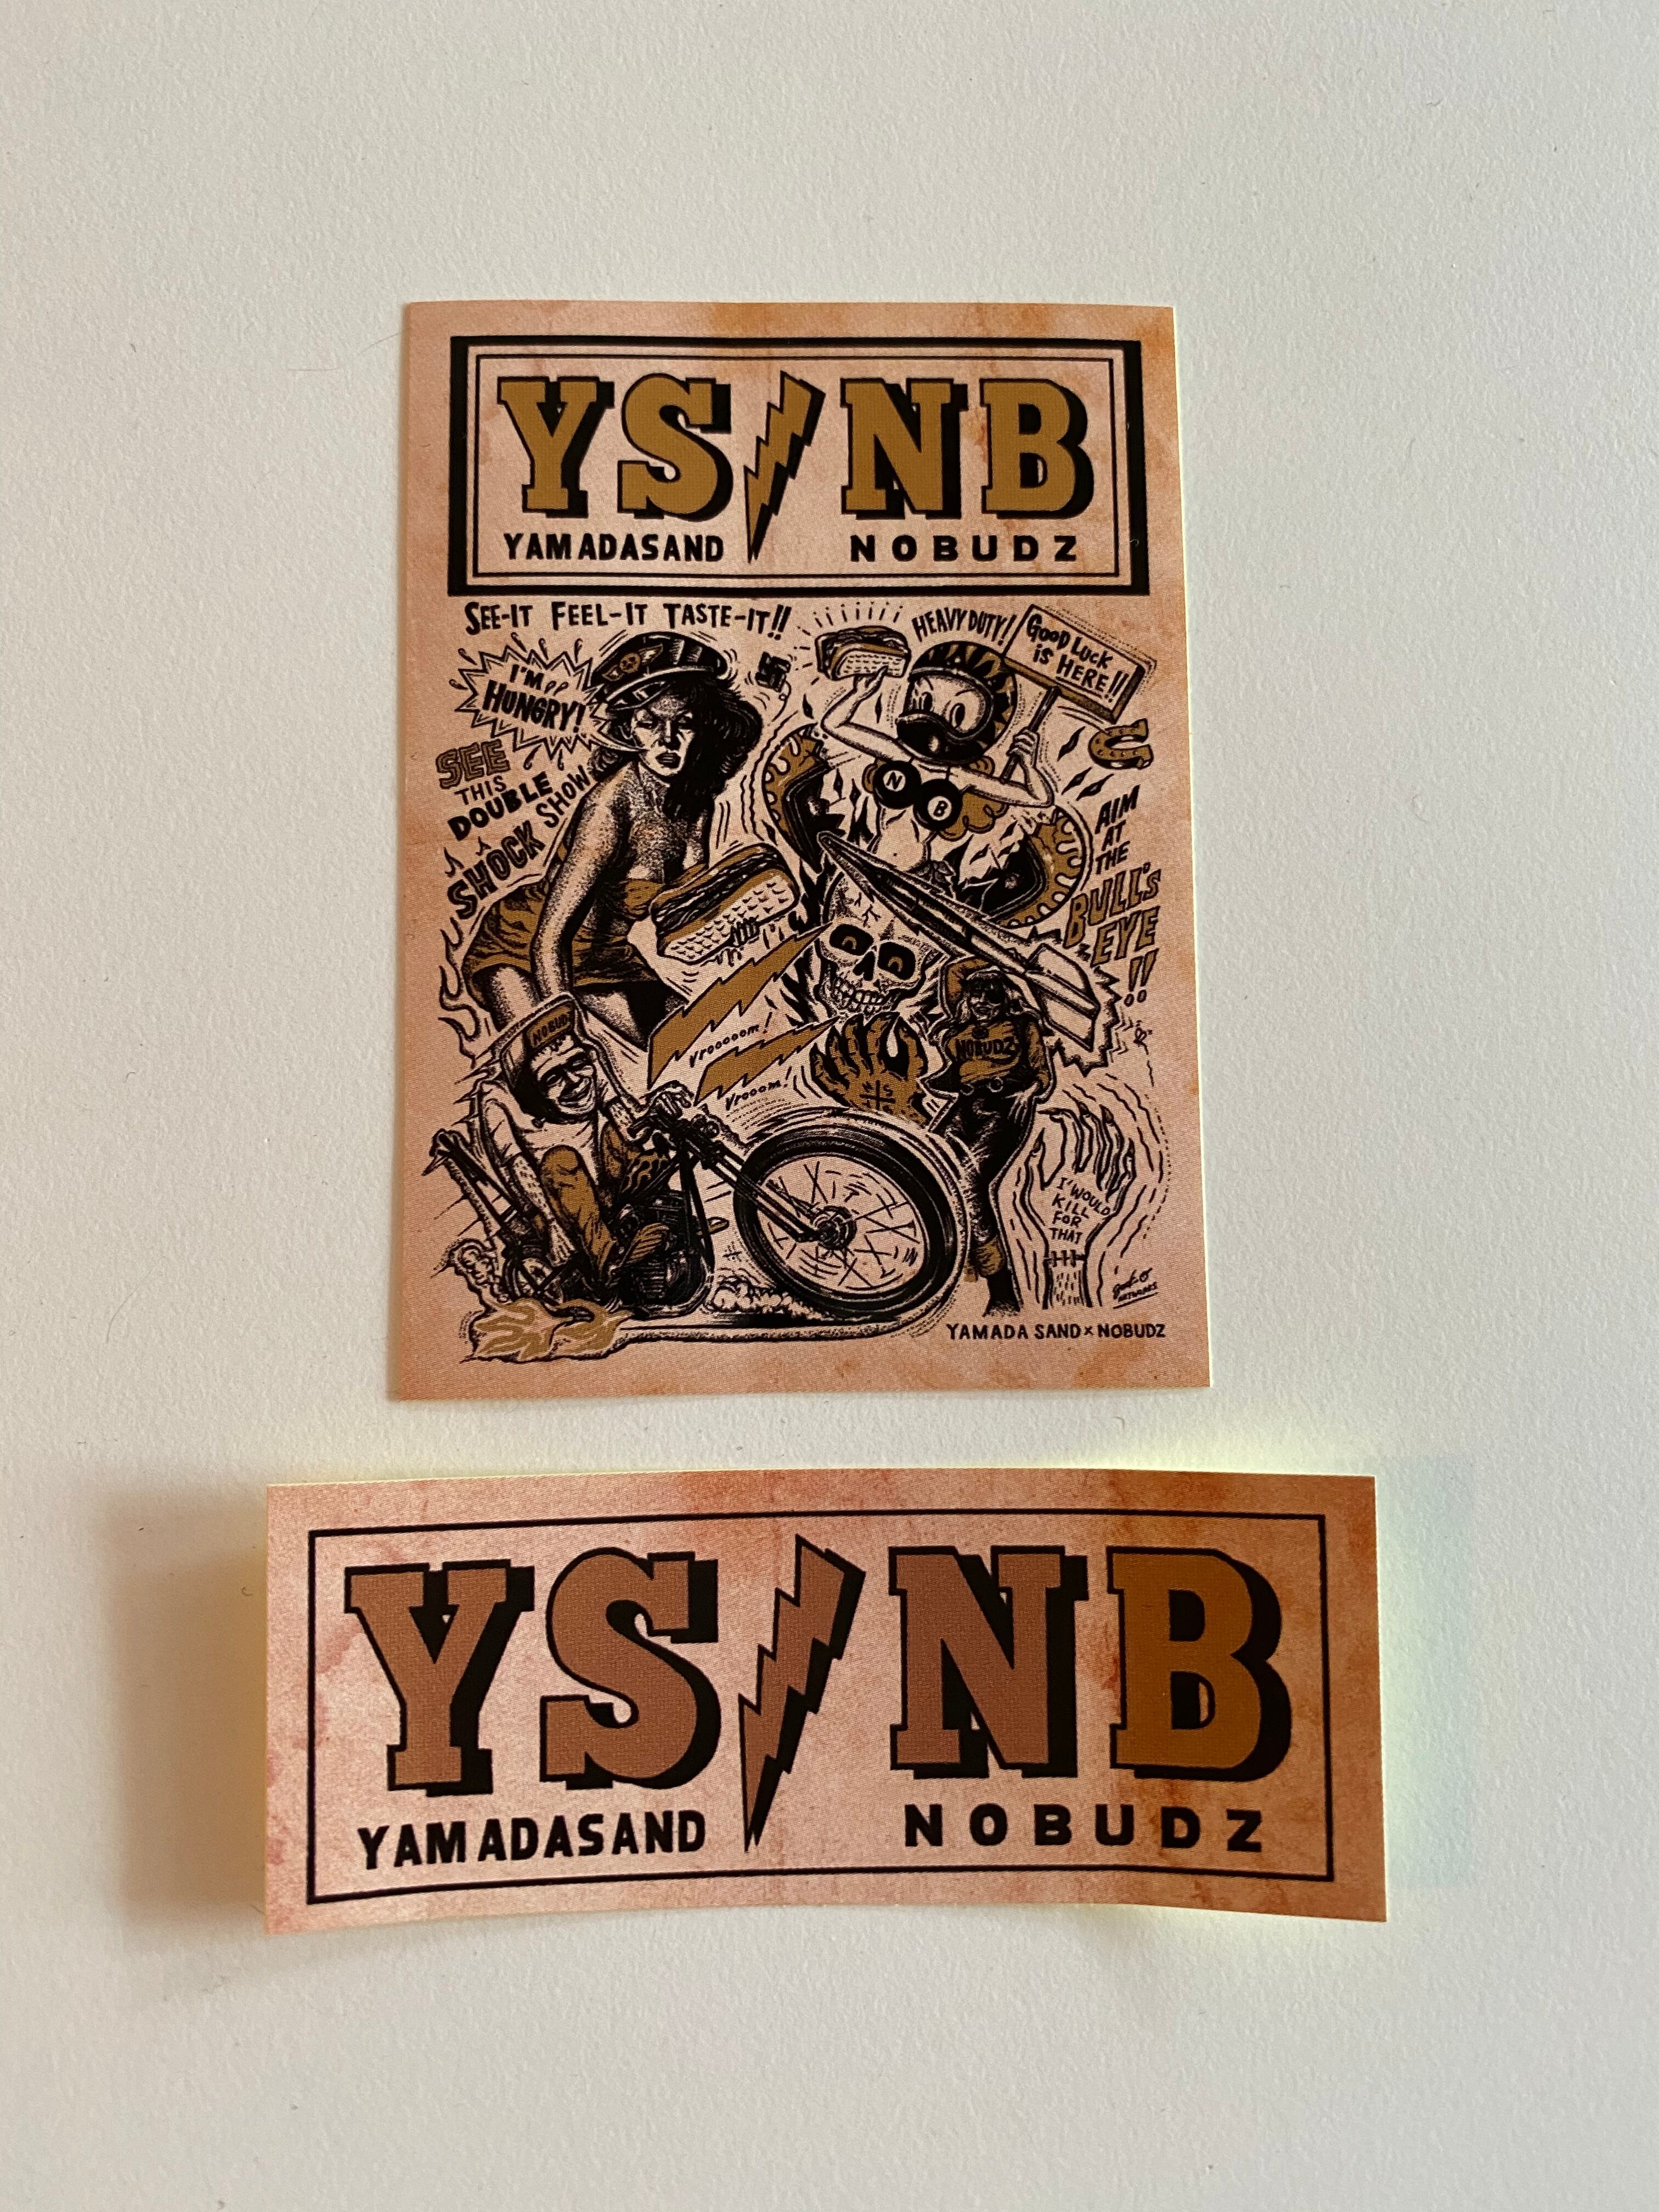 YS NB
YAMADASAND NOBUDZ
SEE-IT FEEL-IT TASTE-IT!!
HEAVY DUTY!
GOOD LUCK
IS HERE!!
I'M
HUNGRY!
SEE
THIS
DOUBLE
SHOCK SHOW
N B
AIM
AT
THE
BULL'S
EYE
!!
NOBUDZ
Vrooooom!
Vrooom!
NOBUDZ
I WOULD
KILL
FOR
THAT
YAMADA SAND x NOBUDZ
YS NB
YAMADASAND NOBUDZ